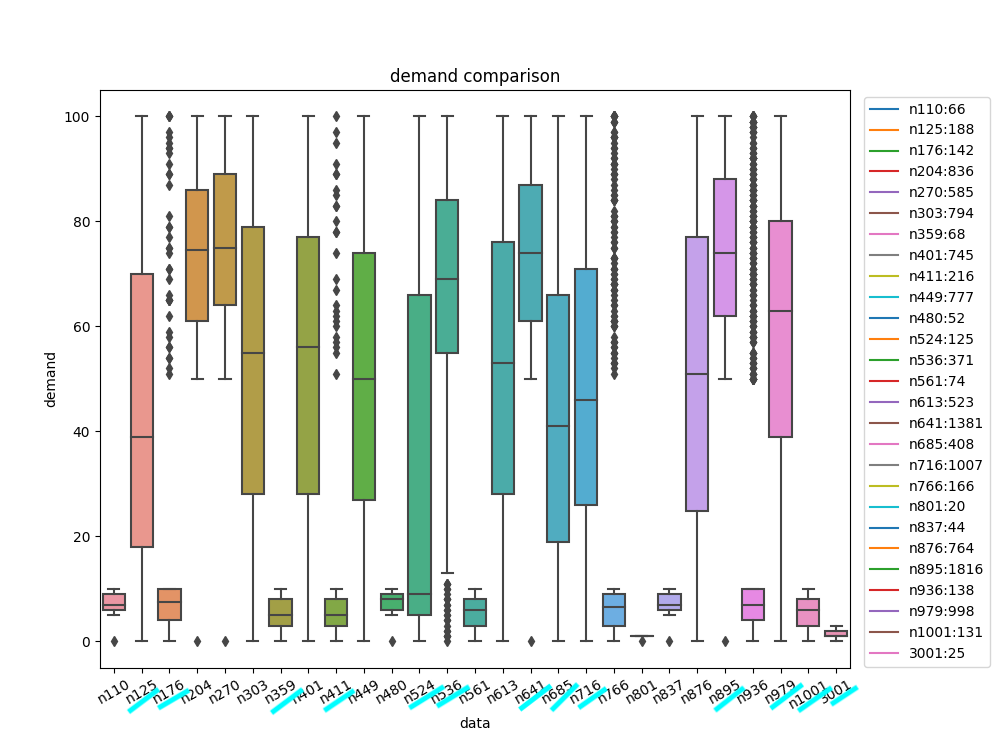 demand comparison
100
80
60
40
20
0
demand
n110 n125 n176 n204 n270 n303 n359 n401 n411 n449 n480 n524 n536 n561 n613 n641 n685 n716 n766 n801 n837 n876 n895 n936 n979 n1001 3001
data
n110:66
n125:188
n176:142
n204:836
n270:585
n303:794
n359:68
n401:745
n411:216
n449:777
n480:52
n524:125
n536:371
n561:74
n613:523
n641:1381
n685:408
n716:1007
n766:166
n801:20
n837:44
n876:764
n895:1816
n936:138
n979:998
n1001:131
3001:25